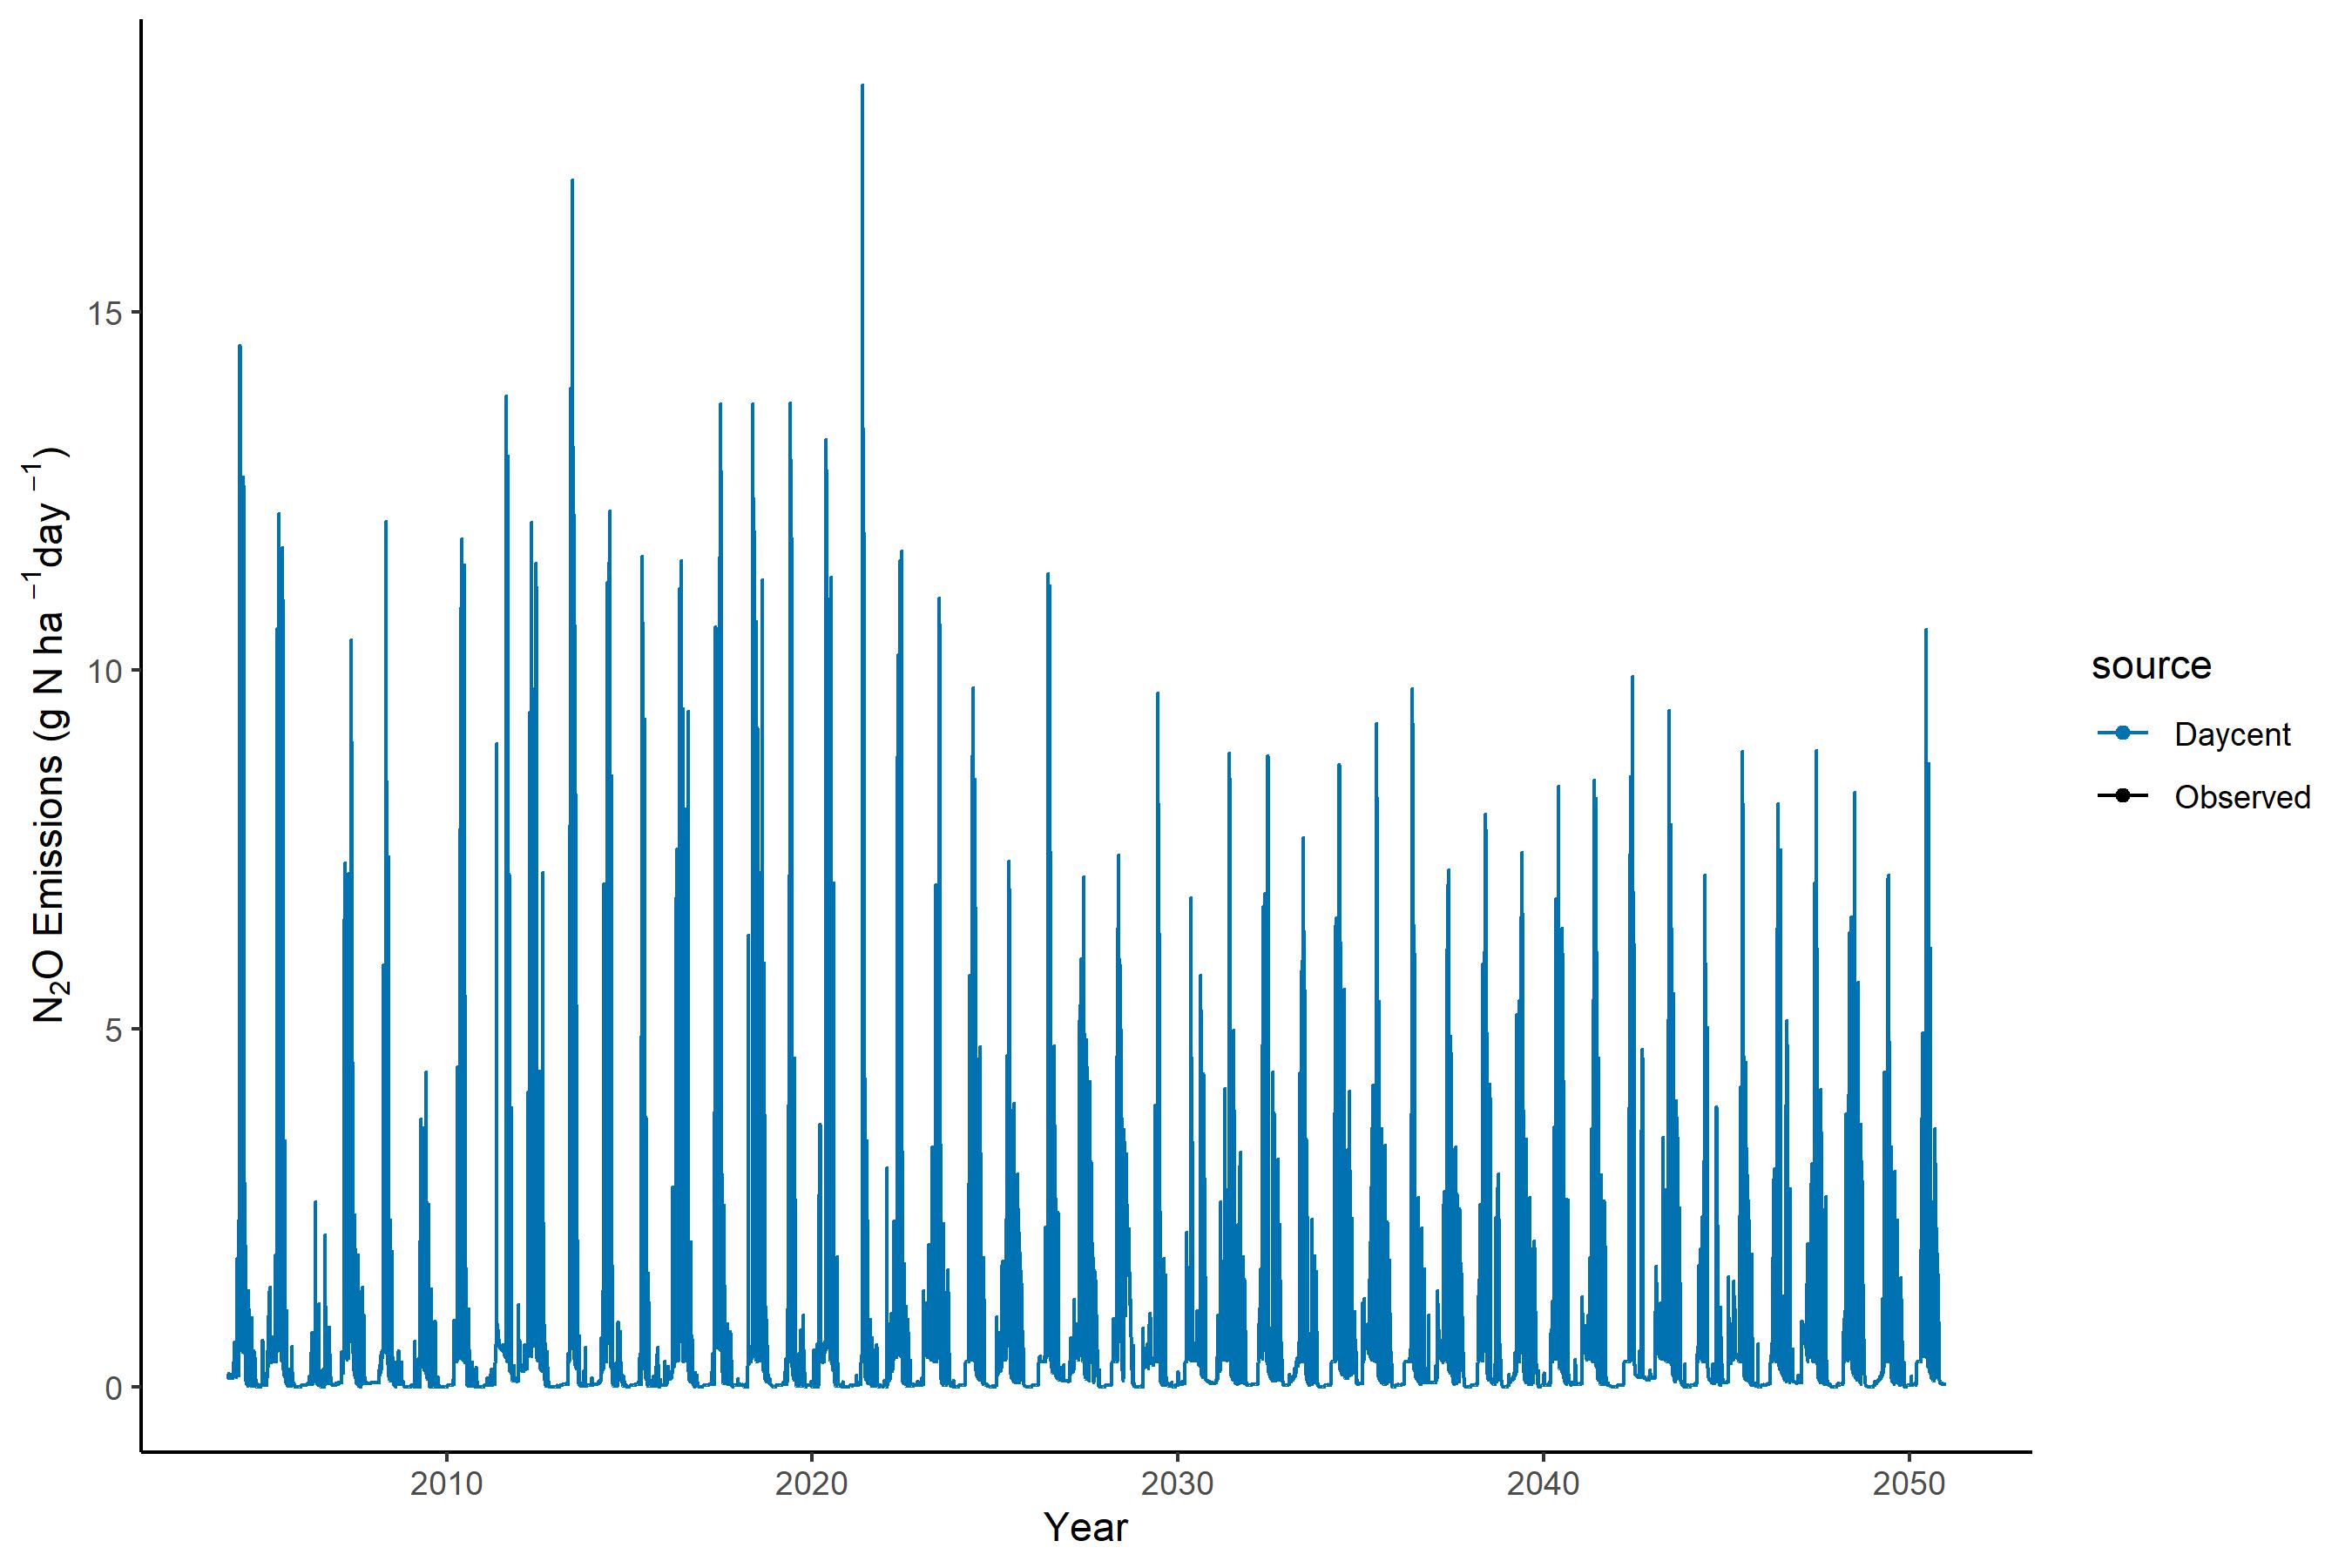 N₂O Emissions (g N ha ⁻¹day ⁻¹)
15
10
5
0
2010 2020 2030 2040 2050
Year
source
Daycent
Observed